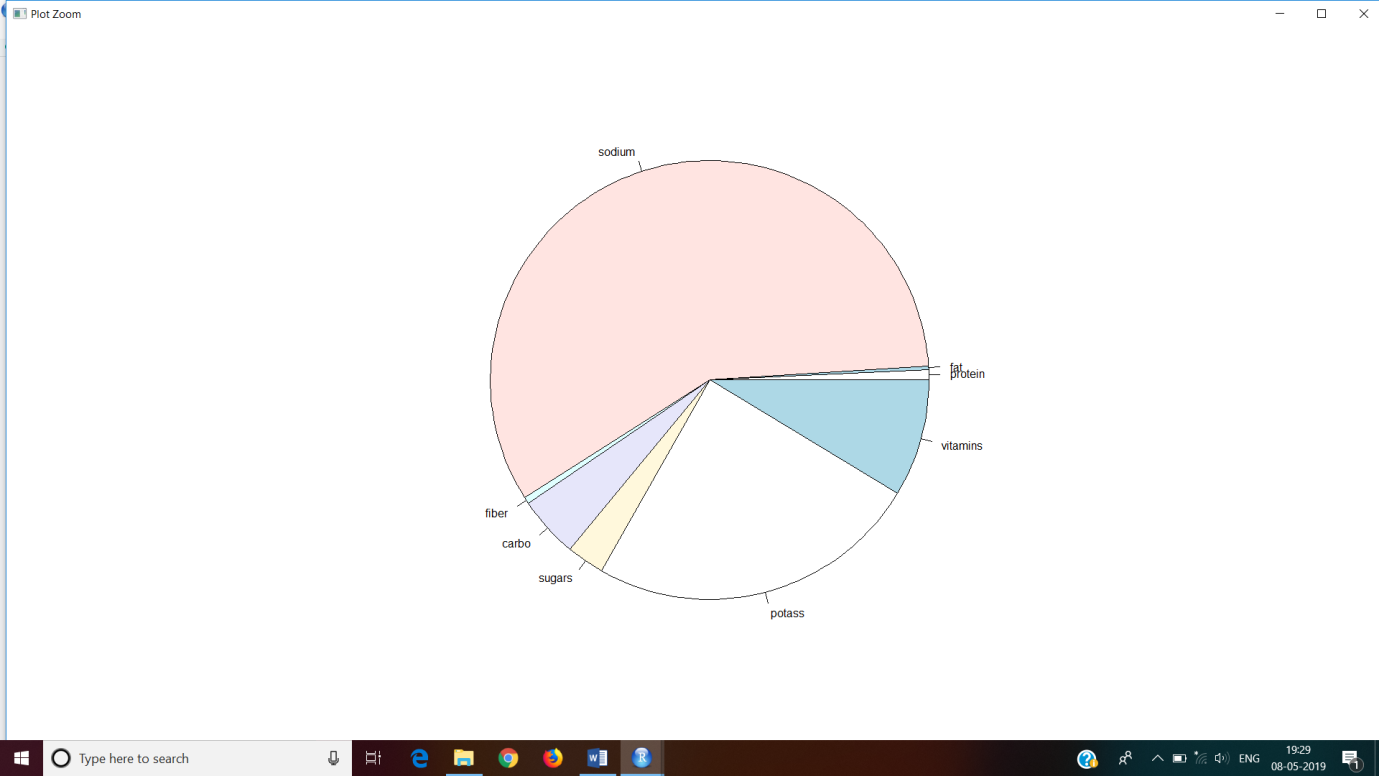 Plot Zoom
sodium
fat
protein
vitamins
fiber
carbo
sugars
potass
Type here to search
ENG
19:29
08-05-2019
1